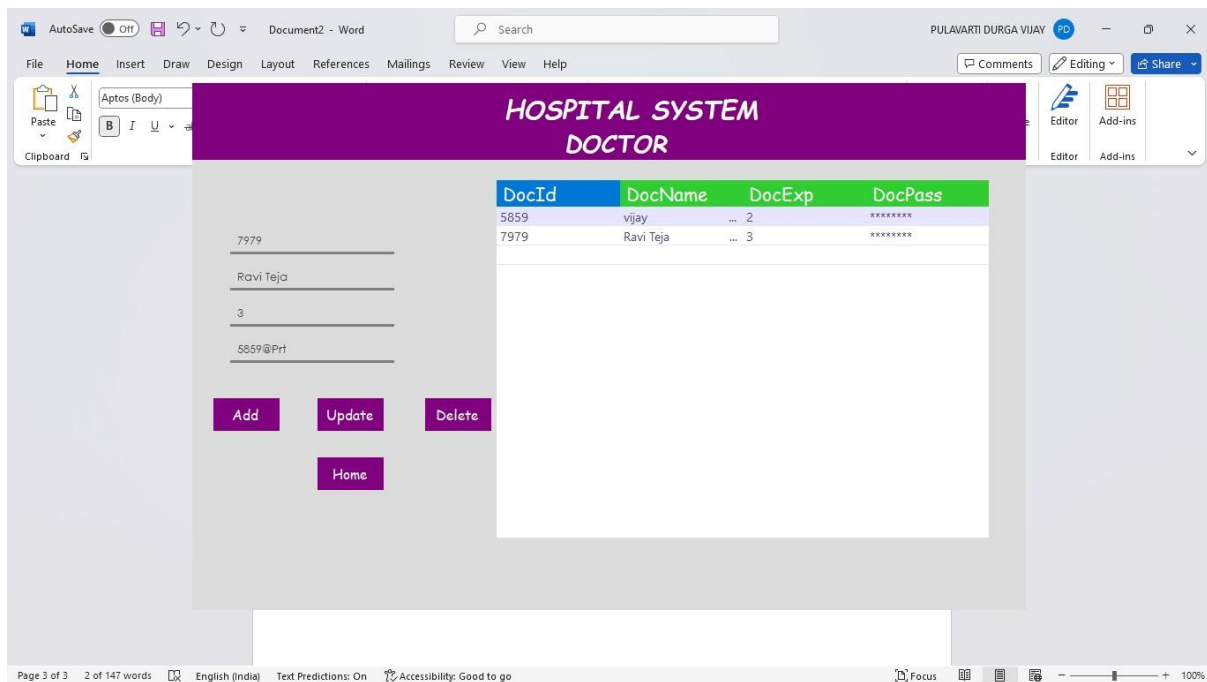 AutoSave Off Document2 - Word Search PULAVARTI DURGA VIJAY PD
File Home Insert Draw Design Layout References Mailings Review View Help Comments Editing Share
Paste
Aptos (Body)
B I U
Clipboard
Editor
Add-ins
Editor
Add-ins
HOSPITAL SYSTEM
DOCTOR
DocId DocName DocExp DocPass
5859 vijay ... 2 ********
7979 Ravi Teja ... 3 ********
7979
Ravi Teja
3
5859@Prt
Add Update Delete
Home
Page 3 of 3 2 of 147 words English (India) Text Predictions: On Accessibility: Good to go Focus 100%